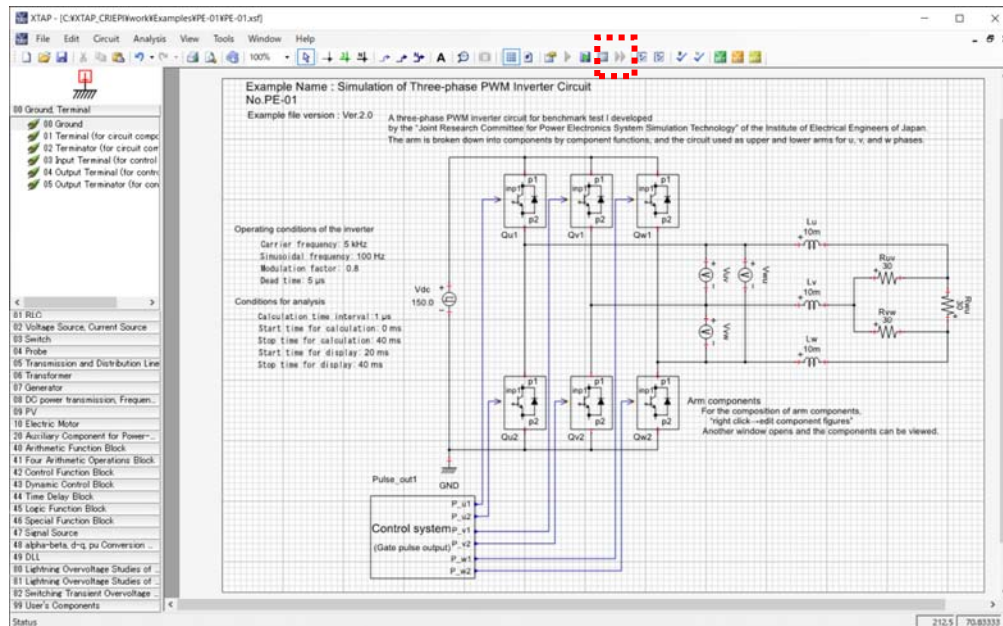 XTAP - [C:¥XTAP_CRIEPI¥work¥Examples¥PE-01¥PE-01.xsf]
File Edit Circuit Analysis View Tools Window Help
100%
A
00 Ground, Terminal
00 Ground
01 Terminal (for circuit compo
02 Terminator (for circuit com
03 Input Terminal (for control
04 Output Terminal (for contro
05 Output Terminator (for con
01 RLC
02 Voltage Source, Current Source
03 Switch
04 Probe
05 Transmission and Distribution Line
06 Transformer
07 Generator
08 DC power transmission, Frequen...
09 PV
10 Electric Motor
20 Auxiliary Component for Power-...
40 Arithmetic Function Block
41 Four Arithmetic Operations Block
42 Control Function Block
43 Dynamic Control Block
44 Time Delay Block
45 Logic Function Block
46 Special Function Block
47 Signal Source
48 alpha-beta, d-q, pu Conversion ...
49 DLL
80 Lightning Overvoltage Studies of ...
81 Lightning Overvoltage Studies of ...
82 Switching Transient Overvoltage ...
99 User's Components
Example Name : Simulation of Three-phase PWM Inverter Circuit
No.PE-01
Example file version : Ver.2.0
A three-phase PWM inverter circuit for benchmark test I developed
by the "Joint Research Committee for Power Electronics System Simulation Technology" of the Institute of Electrical Engineers of Japan.
The arm is broken down into components by component functions, and the circuit used as upper and lower arms for u, v, and w phases.
p1 p1 p1
inp1 inp1 inp1
p2 p2 p2
Qu1 Qv1 Qw1
Operating conditions of the inverter
Carrier frequency: 5 kHz
Sinusoidal frequency: 100 Hz
Modulation factor: 0.8
Dead time: 5 μs
Conditions for analysis
Calculation time interval:1 μs
Start time for calculation: 0 ms
Stop time for calculation: 40 ms
Start time for display: 20 ms
Stop time for display: 40 ms
Vdc
150.0
Lu
10m
Vuv
Vwu
Ruv
30
Lv
10m
Rwu
30
Vvw
Rvw
30
Lw
10m
p1 p1 p1
inp1 inp1 inp1
p2 p2 p2
Qu2 Qv2 Qw2
Arm components
For the composition of arm components,
"right click→edit component figures"
Another window opens and the components can be viewed.
GND
Pulse_out1
Control system
(Gate pulse output)
P_u1
P_u2
P_v1
P_v2
P_w1
P_w2
Status
212.5 70.83333